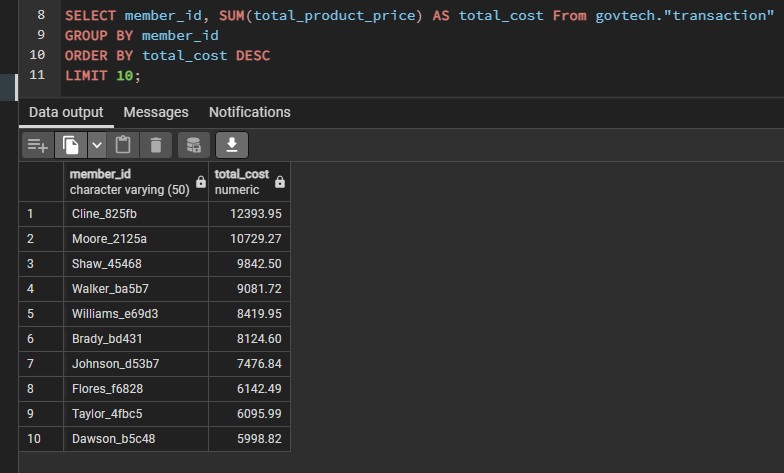 8 SELECT member_id, SUM(total_product_price) AS total_cost From govtech."transaction"
9 GROUP BY member_id
10 ORDER BY total_cost DESC
11 LIMIT 10;
Data output Messages Notifications
member_id total_cost
character varying (50) numeric
1 Cline_825fb 12393.95
2 Moore_2125a 10729.27
3 Shaw_45468 9842.50
4 Walker_ba5b7 9081.72
5 Williams_e69d3 8419.95
6 Brady_bd431 8124.60
7 Johnson_d53b7 7476.84
8 Flores_f6828 6142.49
9 Taylor_4fbc5 6095.99
10 Dawson_b5c48 5998.82